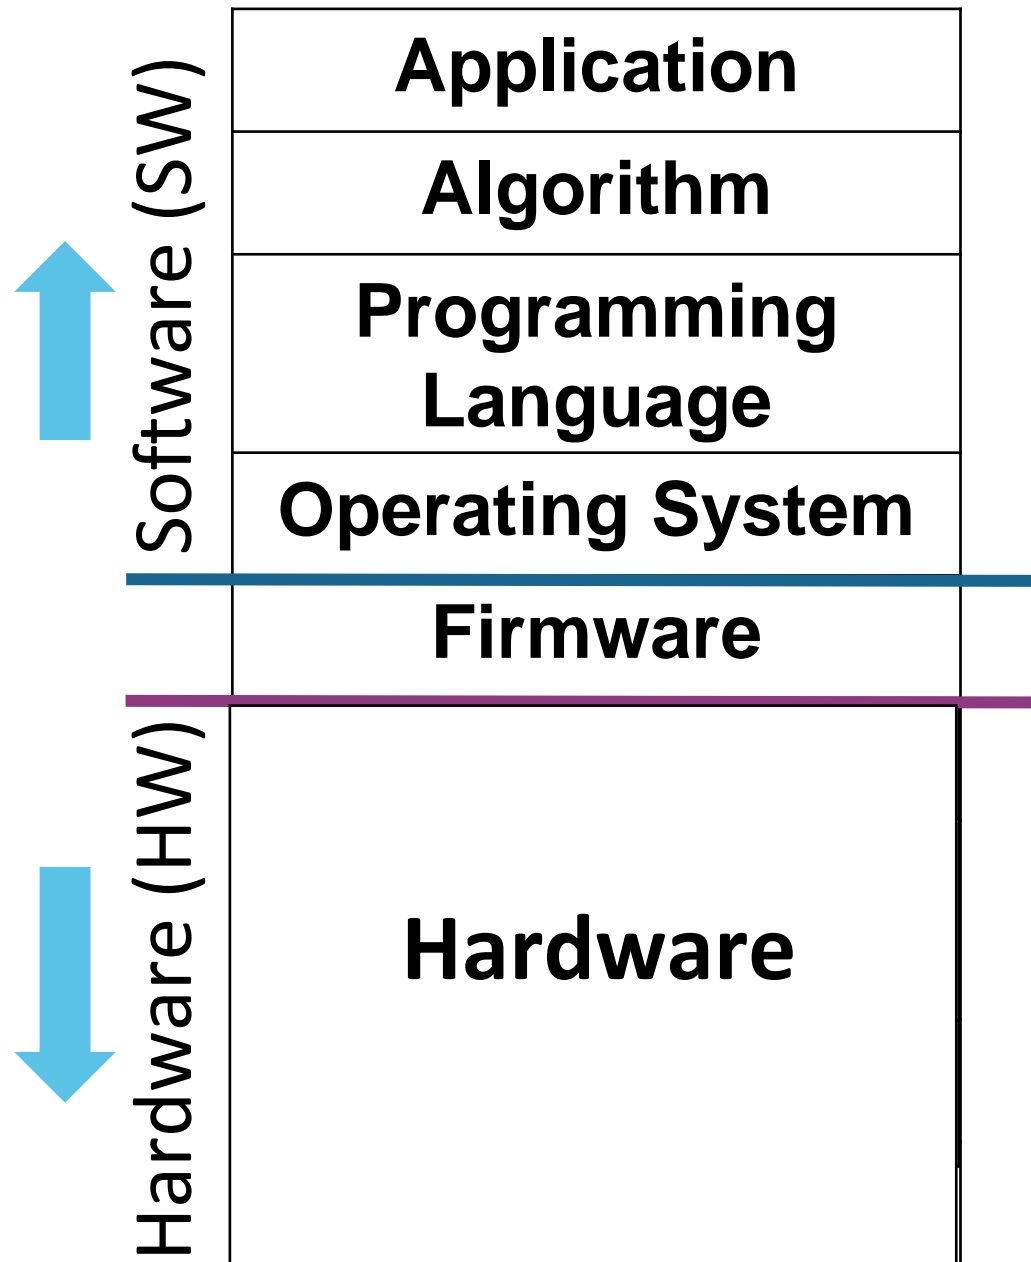 Software (SW)
Application
Algorithm
Programming
Language
Operating System
Firmware
Hardware (HW)
Hardware